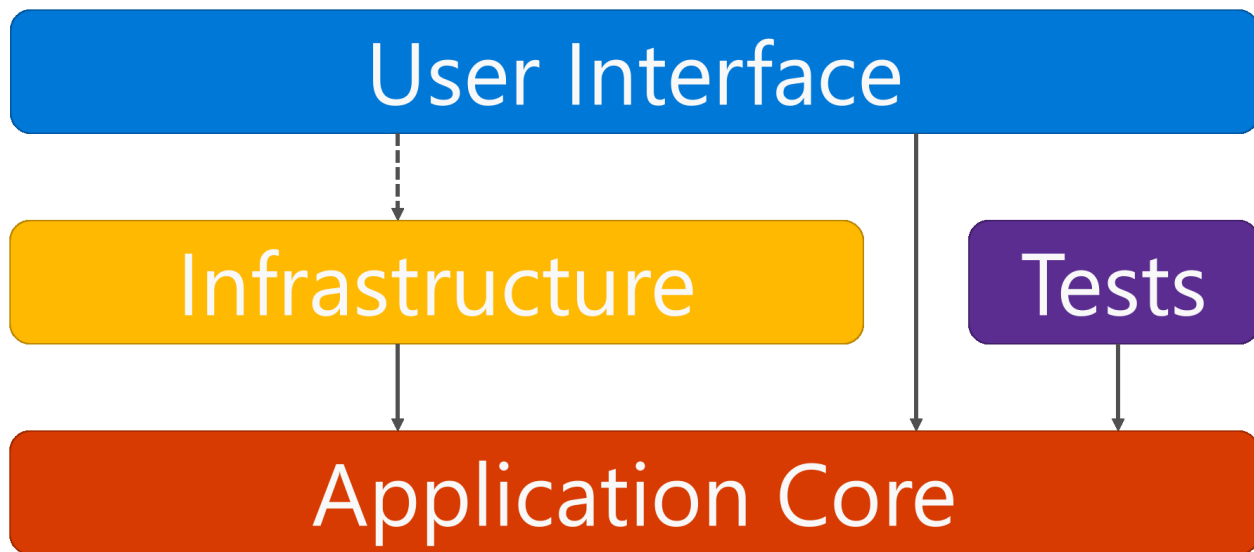 User Interface
Infrastructure
Tests
Application Core